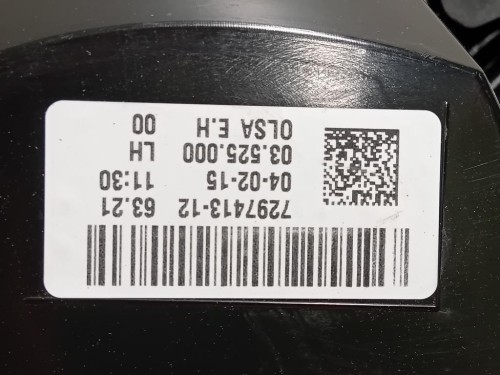 7297413-12 63.21
04-02-15 11:30
03.525.000 LH
OLSA E.H 00